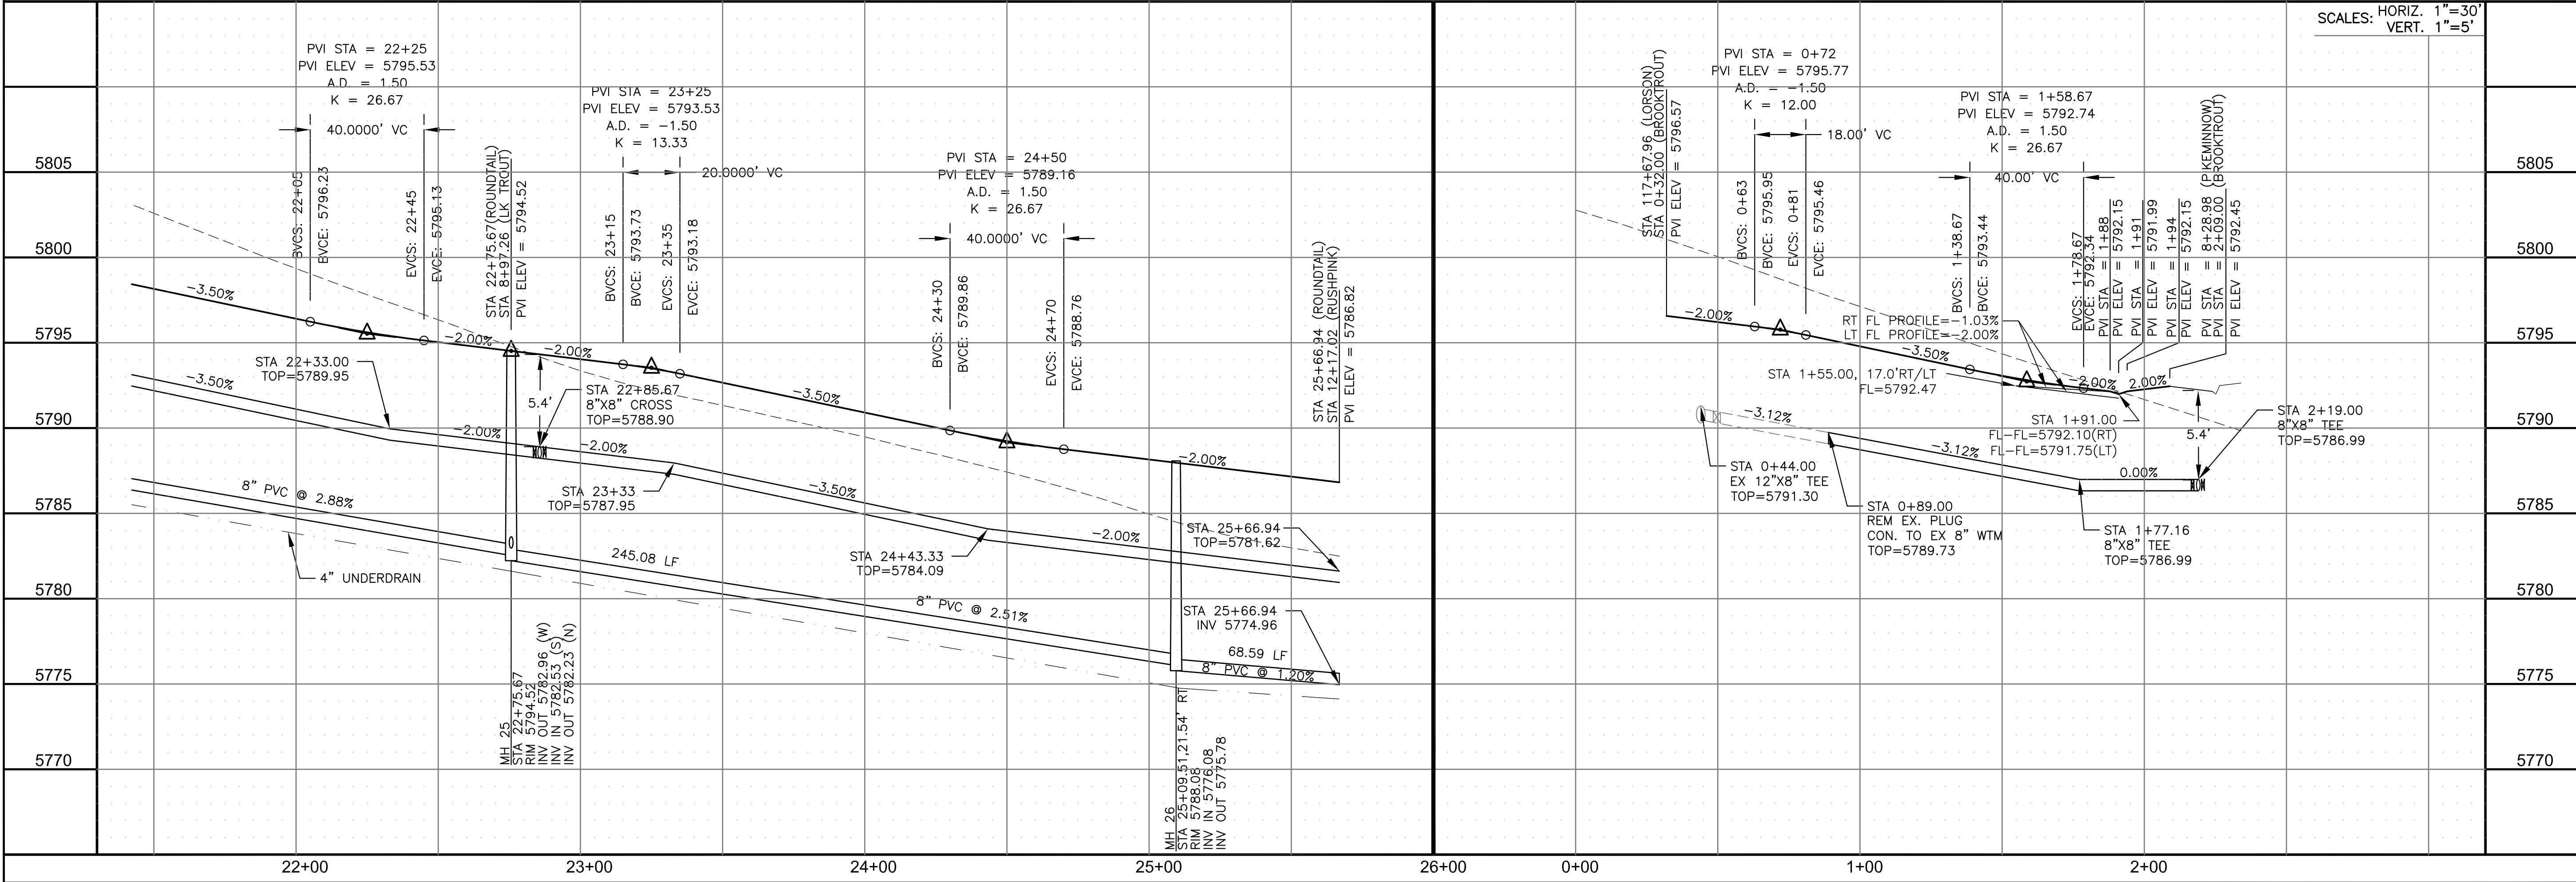 SCALES: HORIZ. 1"=30'
VERT. 1"=5'
PVI STA = 22+25
PVI ELEV = 5795.53
A.D. = 1.50
K = 26.67
40.0000' VC
BVCS: 22+05
BVCE: 5796.23
EVCS: 22+45
EVCE: 5795.13
STA 22+75.67(ROUNDTAIL)
STA 8+97.26 (LK TROUT)
PVI ELEV = 5794.52
PVI STA = 23+25
PVI ELEV = 5793.53
A.D. = -1.50
K = 13.33
20.0000' VC
BVCS: 23+15
BVCE: 5793.73
EVCS: 23+35
EVCE: 5793.18
PVI STA = 24+50
PVI ELEV = 5789.16
A.D. = 1.50
K = 26.67
40.0000' VC
BVCS: 24+30
BVCE: 5789.86
EVCS: 24+70
EVCE: 5788.76
STA 25+66.94 (ROUNDTAIL)
STA 12+17.02 (RUSHPINK)
PVI ELEV = 5786.82
-3.50%
-2.00%
-2.00%
-3.50%
-2.00%
STA 22+33.00
TOP=5789.95
-3.50%
-2.00%
5.4'
STA 22+85.67
8"X8" CROSS
TOP=5788.90
-2.00%
STA 23+33
TOP=5787.95
-3.50%
STA 24+43.33
TOP=5784.09
-2.00%
STA 25+66.94
TOP=5781.62
8" PVC @ 2.88%
4" UNDERDRAIN
245.08 LF
8" PVC @ 2.51%
STA 25+66.94
INV 5774.96
68.59 LF
8" PVC @ 1.20%
MH 25
STA 22+75.67
RIM 5794.52
INV OUT 5782.96 (W)
INV IN 5782.53 (S)
INV OUT 5782.23 (N)
MH 26
STA 25+09.51,21.54' RT
RIM 5788.08
INV IN 5776.08
INV OUT 5775.78
STA 117+67.96 (LORSON)
STA 0+32.00 (BROOKTROUT)
PVI ELEV = 5796.57
PVI STA = 0+72
PVI ELEV = 5795.77
A.D. = -1.50
K = 12.00
18.00' VC
BVCS: 0+63
BVCE: 5795.95
EVCS: 0+81
EVCE: 5795.46
PVI STA = 1+58.67
PVI ELEV = 5792.74
A.D. = 1.50
K = 26.67
40.00' VC
BVCS: 1+38.67
BVCE: 5793.44
EVCS: 1+78.67
EVCE: 5792.34
PVI STA = 1+88
PVI ELEV = 5792.15
PVI STA = 1+91
PVI ELEV = 5791.99
PVI STA = 1+94
PVI ELEV = 5792.15
STA 8+28.98 (PIKEMINNOW)
STA 2+09.00 (BROOKTROUT)
PVI ELEV = 5792.45
-2.00%
RT FL PROFILE=-1.03%
LT FL PROFILE=-2.00%
-3.50%
STA 1+55.00, 17.0'RT/LT
FL=5792.47
-2.00%
2.00%
STA 1+91.00
FL-FL=5792.10(RT)
FL-FL=5791.75(LT)
5.4'
STA 2+19.00
8"X8" TEE
TOP=5786.99
-3.12%
-3.12%
0.00%
STA 0+44.00
EX 12"X8" TEE
TOP=5791.30
STA 0+89.00
REM EX. PLUG
CON. TO EX 8" WTM
TOP=5789.73
STA 1+77.16
8"X8" TEE
TOP=5786.99
5805
5800
5795
5790
5785
5780
5775
5770
5805
5800
5795
5790
5785
5780
5775
5770
22+00
23+00
24+00
25+00
26+00
0+00
1+00
2+00